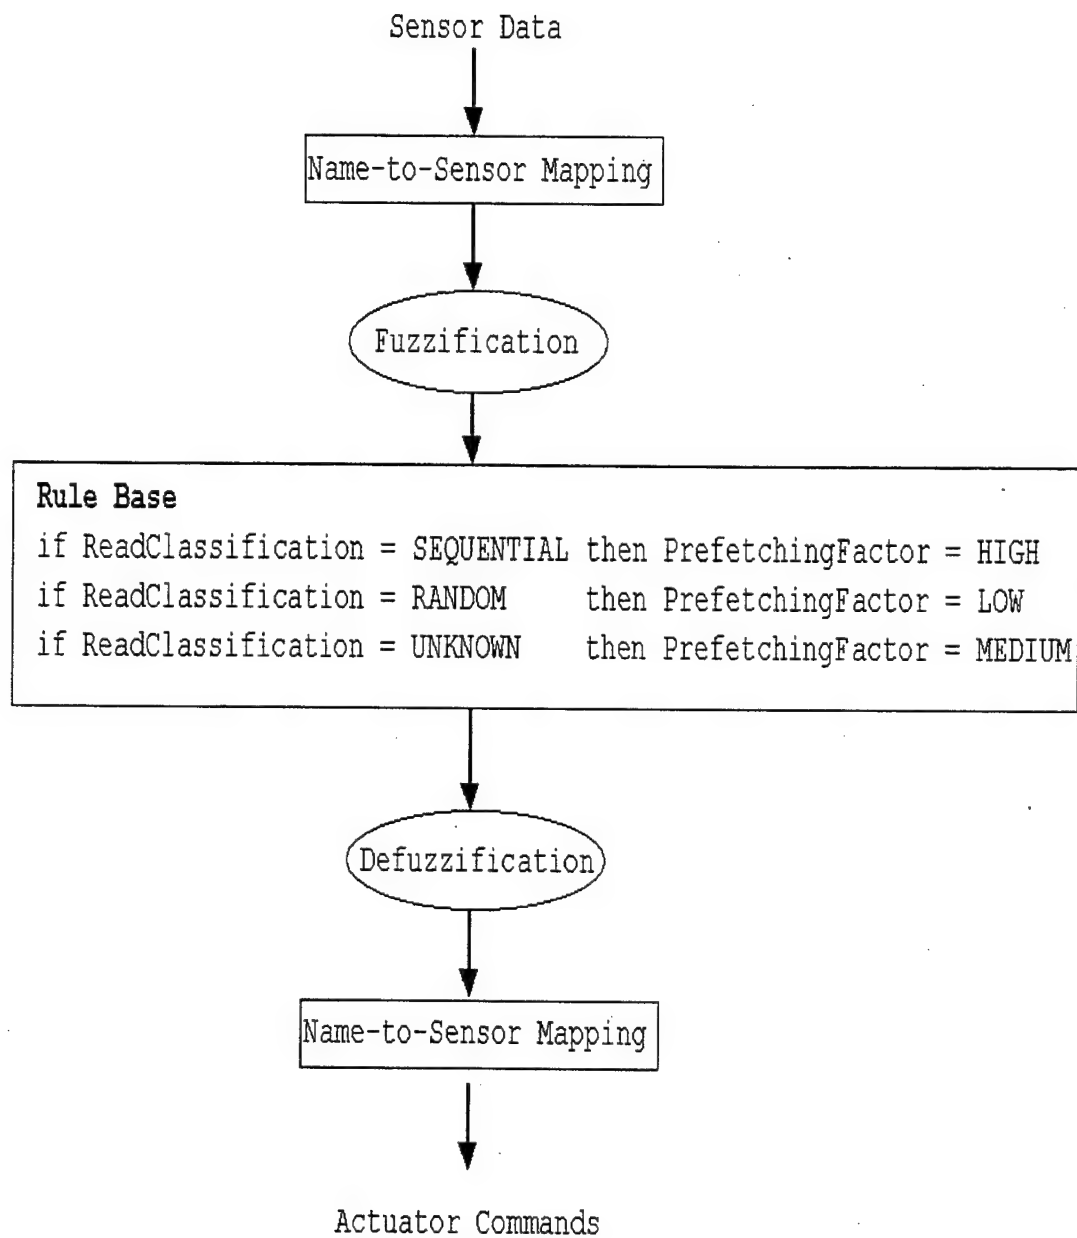 Sensor Data
Name-to-Sensor Mapping
Fuzzification
Rule Base
if ReadClassification = SEQUENTIAL then PrefetchingFactor = HIGH
if ReadClassification = RANDOM then PrefetchingFactor = LOW
if ReadClassification = UNKNOWN then PrefetchingFactor = MEDIUM
Defuzzification
Name-to-Sensor Mapping
Actuator Commands